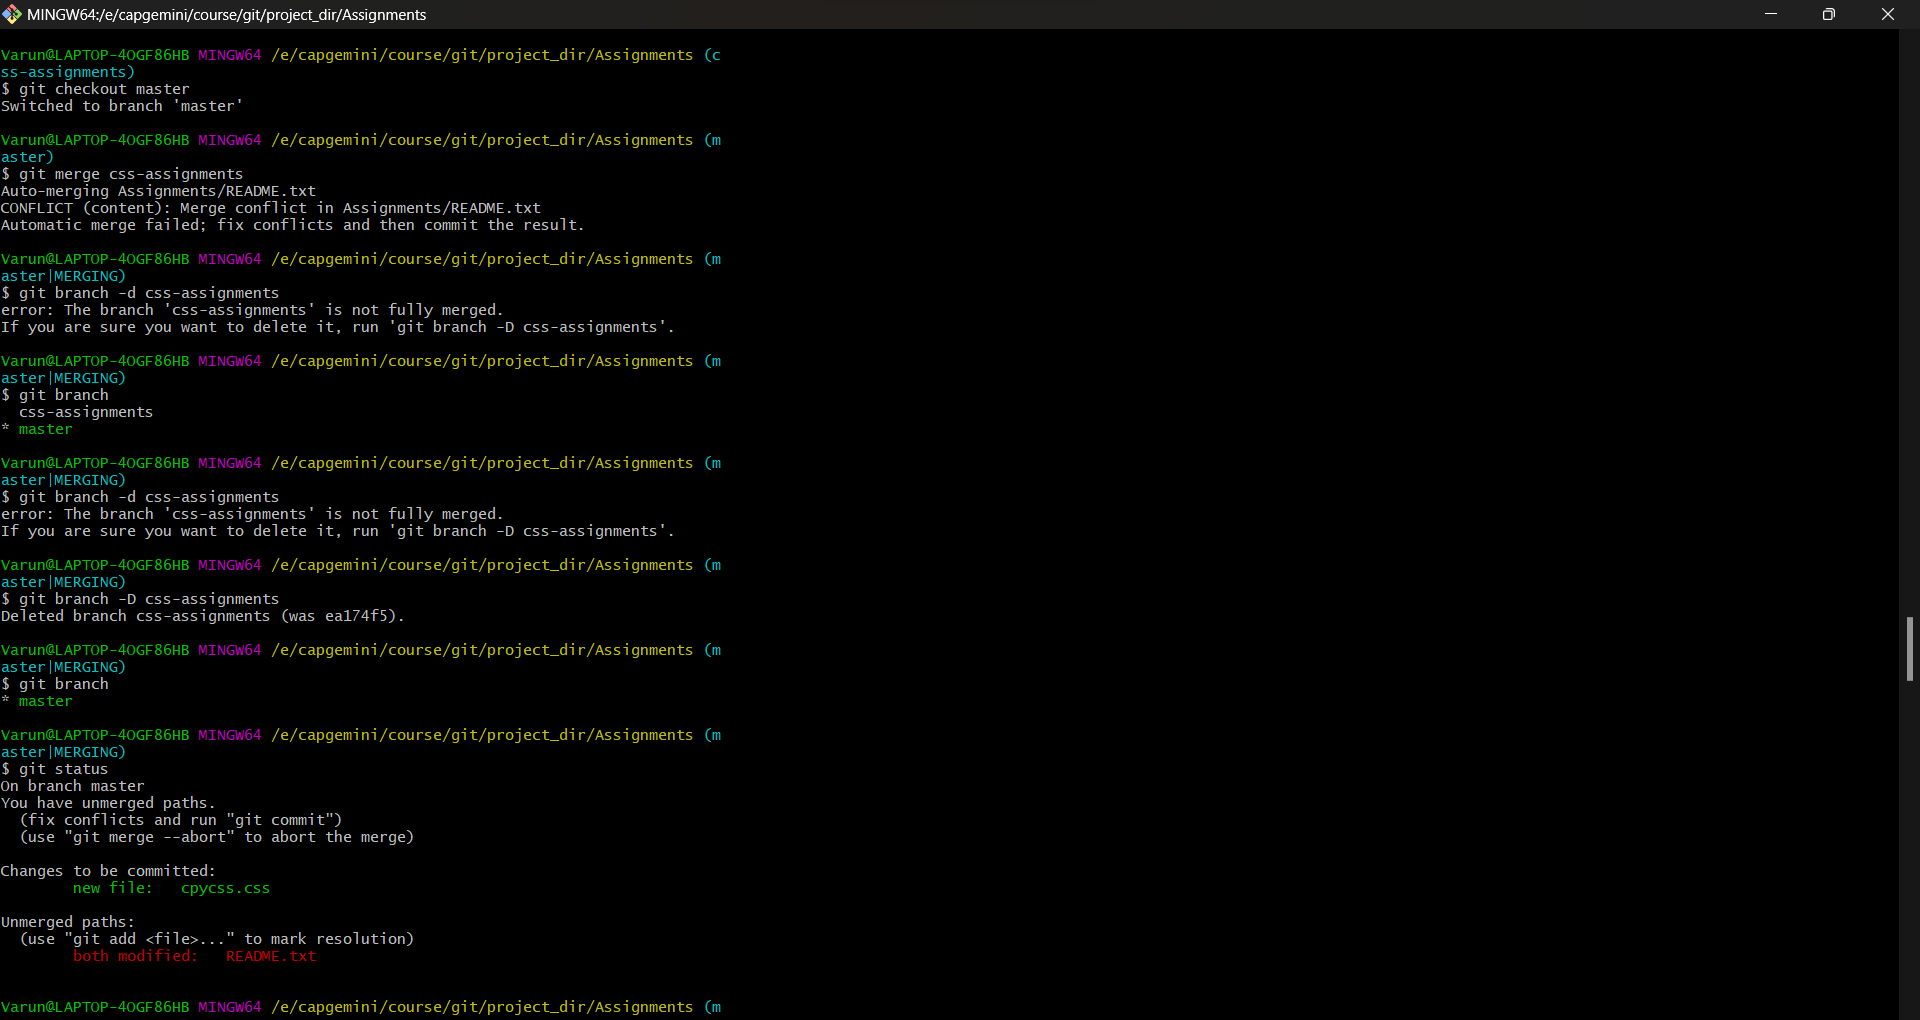 MINGW64:/e/capgemini/course/git/project_dir/Assignments
Varun@LAPTOP-4OGF86HB MINGW64 /e/capgemini/course/git/project_dir/Assignments (c
ss-assignments)
$ git checkout master
Switched to branch 'master'
Varun@LAPTOP-4OGF86HB MINGW64 /e/capgemini/course/git/project_dir/Assignments (m
aster)
$ git merge css-assignments
Auto-merging Assignments/README.txt
CONFLICT (content): Merge conflict in Assignments/README.txt
Automatic merge failed; fix conflicts and then commit the result.
Varun@LAPTOP-4OGF86HB MINGW64 /e/capgemini/course/git/project_dir/Assignments (m
aster|MERGING)
$ git branch -d css-assignments
error: The branch 'css-assignments' is not fully merged.
If you are sure you want to delete it, run 'git branch -D css-assignments'.
Varun@LAPTOP-4OGF86HB MINGW64 /e/capgemini/course/git/project_dir/Assignments (m
aster|MERGING)
$ git branch
  css-assignments
* master
Varun@LAPTOP-4OGF86HB MINGW64 /e/capgemini/course/git/project_dir/Assignments (m
aster|MERGING)
$ git branch -d css-assignments
error: The branch 'css-assignments' is not fully merged.
If you are sure you want to delete it, run 'git branch -D css-assignments'.
Varun@LAPTOP-4OGF86HB MINGW64 /e/capgemini/course/git/project_dir/Assignments (m
aster|MERGING)
$ git branch -D css-assignments
Deleted branch css-assignments (was ea174f5).
Varun@LAPTOP-4OGF86HB MINGW64 /e/capgemini/course/git/project_dir/Assignments (m
aster|MERGING)
$ git branch
* master
Varun@LAPTOP-4OGF86HB MINGW64 /e/capgemini/course/git/project_dir/Assignments (m
aster|MERGING)
$ git status
On branch master
You have unmerged paths.
  (fix conflicts and run "git commit")
  (use "git merge --abort" to abort the merge)
Changes to be committed:
        new file:   cpycss.css
Unmerged paths:
  (use "git add <file>..." to mark resolution)
        both modified:   README.txt
Varun@LAPTOP-4OGF86HB MINGW64 /e/capgemini/course/git/project_dir/Assignments (m